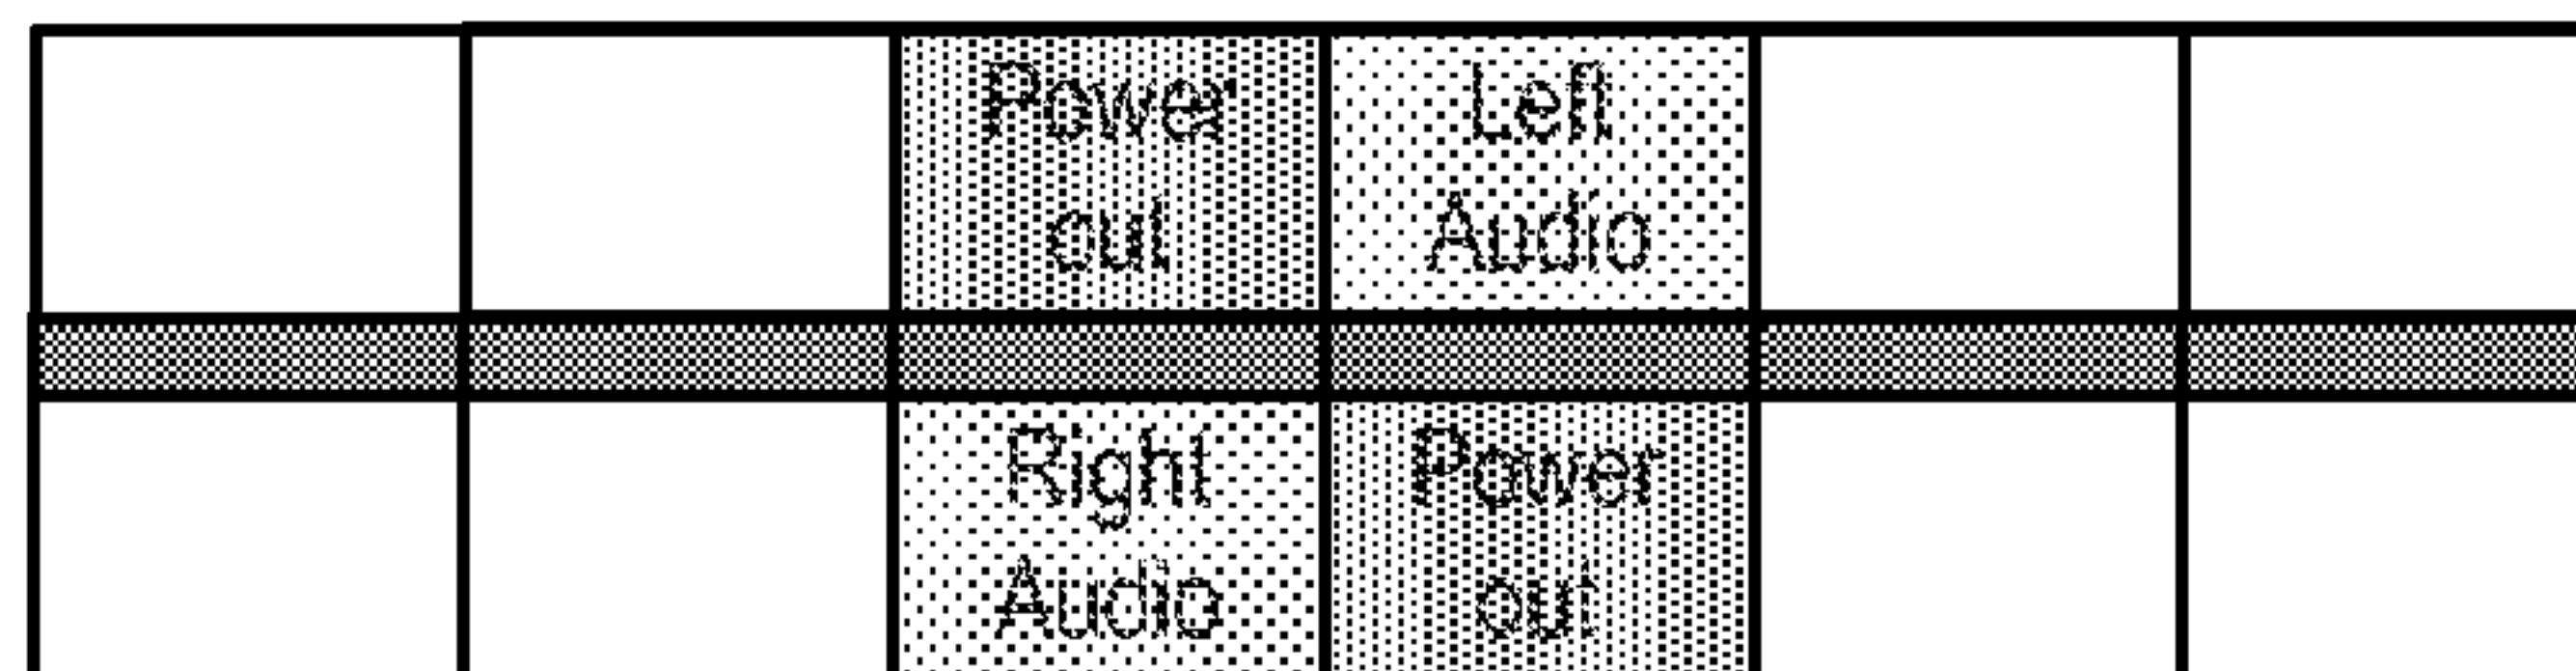 Power
out
Left
Audio
Right
Audio
Power
out